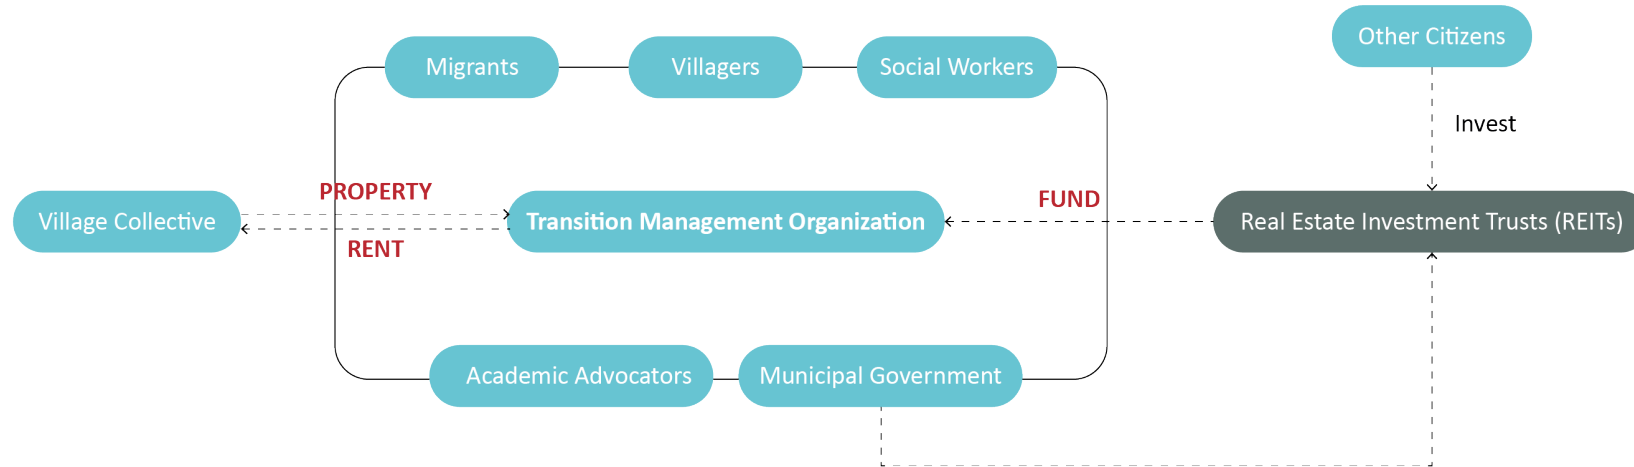 Other Citizens
Migrants
Villagers
Social Workers
Invest
PROPERTY
FUND
Village Collective
Transition Management Organization
Real Estate Investment Trusts (REITs)
RENT
Academic Advocators
Municipal Government